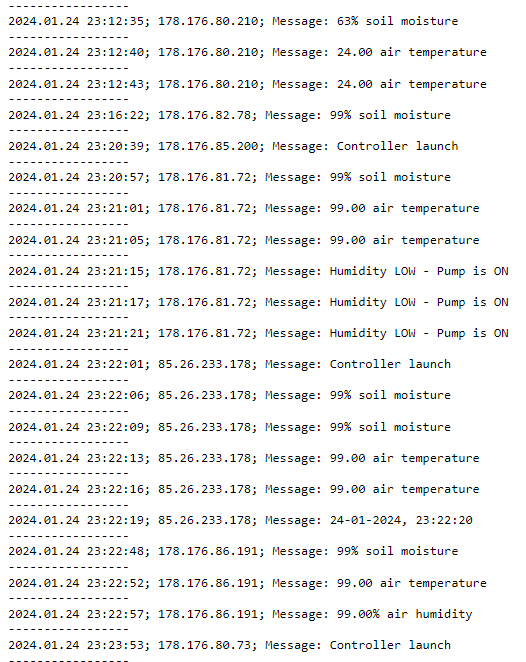 -----------------
2024.01.24 23:12:35; 178.176.80.210; Message: 63% soil moisture
-----------------
2024.01.24 23:12:40; 178.176.80.210; Message: 24.00 air temperature
-----------------
2024.01.24 23:12:43; 178.176.80.210; Message: 24.00 air temperature
-----------------
2024.01.24 23:16:22; 178.176.82.78; Message: 99% soil moisture
-----------------
2024.01.24 23:20:39; 178.176.85.200; Message: Controller launch
-----------------
2024.01.24 23:20:57; 178.176.81.72; Message: 99% soil moisture
-----------------
2024.01.24 23:21:01; 178.176.81.72; Message: 99.00 air temperature
-----------------
2024.01.24 23:21:05; 178.176.81.72; Message: 99.00 air temperature
-----------------
2024.01.24 23:21:15; 178.176.81.72; Message: Humidity LOW - Pump is ON
-----------------
2024.01.24 23:21:17; 178.176.81.72; Message: Humidity LOW - Pump is ON
-----------------
2024.01.24 23:21:21; 178.176.81.72; Message: Humidity LOW - Pump is ON
-----------------
2024.01.24 23:22:01; 85.26.233.178; Message: Controller launch
-----------------
2024.01.24 23:22:06; 85.26.233.178; Message: 99% soil moisture
-----------------
2024.01.24 23:22:09; 85.26.233.178; Message: 99% soil moisture
-----------------
2024.01.24 23:22:13; 85.26.233.178; Message: 99.00 air temperature
-----------------
2024.01.24 23:22:16; 85.26.233.178; Message: 99.00 air temperature
-----------------
2024.01.24 23:22:19; 85.26.233.178; Message: 24-01-2024, 23:22:20
-----------------
2024.01.24 23:22:48; 178.176.86.191; Message: 99% soil moisture
-----------------
2024.01.24 23:22:52; 178.176.86.191; Message: 99.00 air temperature
-----------------
2024.01.24 23:22:57; 178.176.86.191; Message: 99.00% air humidity
-----------------
2024.01.24 23:23:53; 178.176.80.73; Message: Controller launch
-----------------